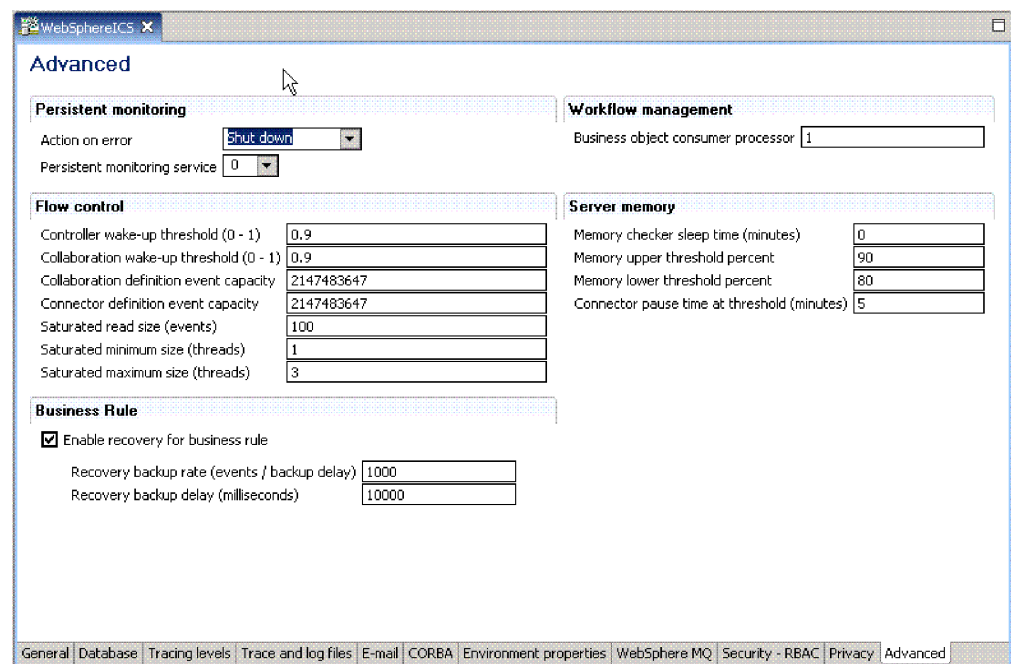 WebSphereICS
Advanced
Persistent monitoring
Action on error Shut down
Persistent monitoring service 0
Workflow management
Business object consumer processor 1
Flow control
Controller wake-up threshold (0 - 1) 0.9
Collaboration wake-up threshold (0 - 1) 0.9
Collaboration definition event capacity 2147483647
Connector definition event capacity 2147483647
Saturated read size (events) 100
Saturated minimum size (threads) 1
Saturated maximum size (threads) 3
Server memory
Memory checker sleep time (minutes) 0
Memory upper threshold percent 90
Memory lower threshold percent 80
Connector pause time at threshold (minutes) 5
Business Rule
Enable recovery for business rule
Recovery backup rate (events / backup delay) 1000
Recovery backup delay (milliseconds) 10000
General Database Tracing levels Trace and log files E-mail CORBA Environment properties WebSphere MQ Security - RBAC Privacy Advanced